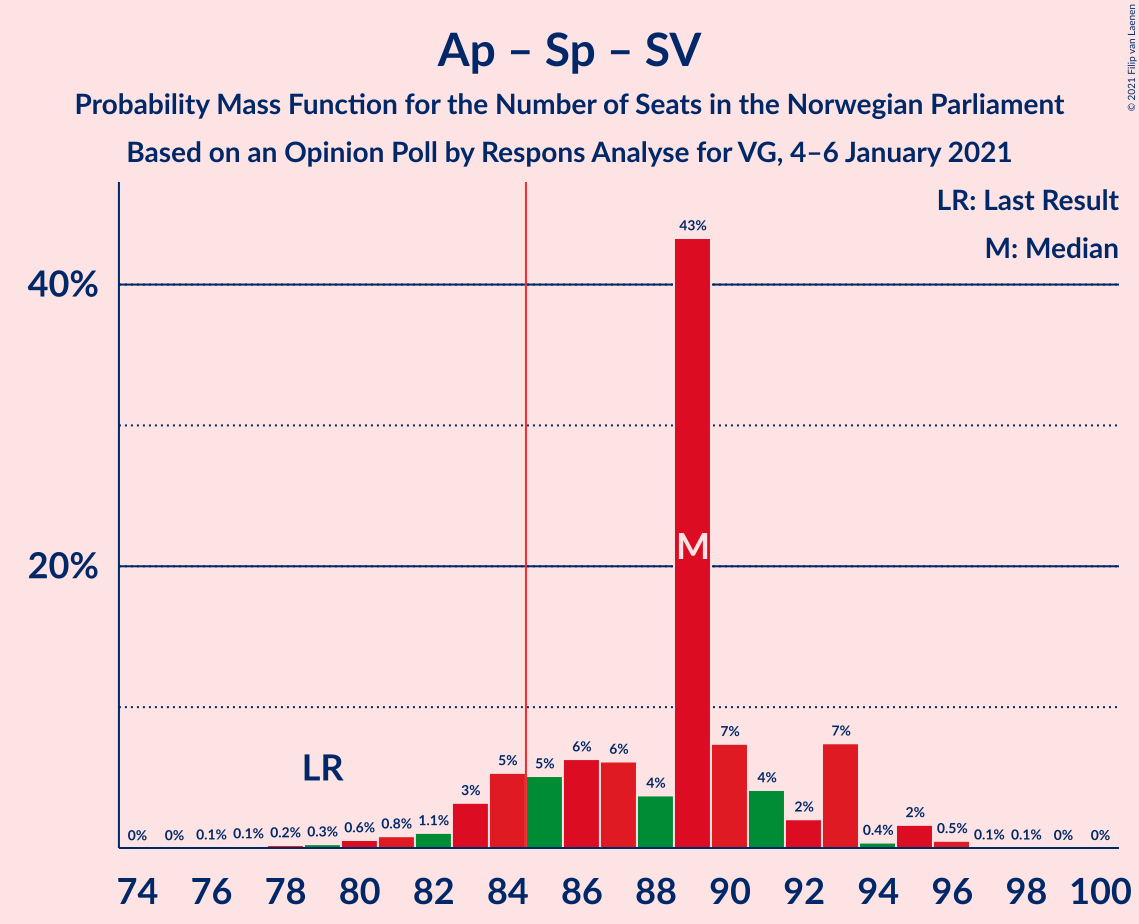 Ap – Sp – SV
Probability Mass Function for the Number of Seats in the Norwegian Parliament
Based on an Opinion Poll by Respons Analyse for VG, 4–6 January 2021
© 2021 Filip van Laenen
LR: Last Result
M: Median
43%
40%
M
20%
LR
0% 0% 0.1% 0.1% 0.2% 0.3% 0.6% 0.8% 1.1% 3% 5% 5% 6% 6% 4% 7% 4% 2% 7% 0.4% 2% 0.5% 0.1% 0.1% 0% 0%
74 76 78 80 82 84 86 88 90 92 94 96 98 100